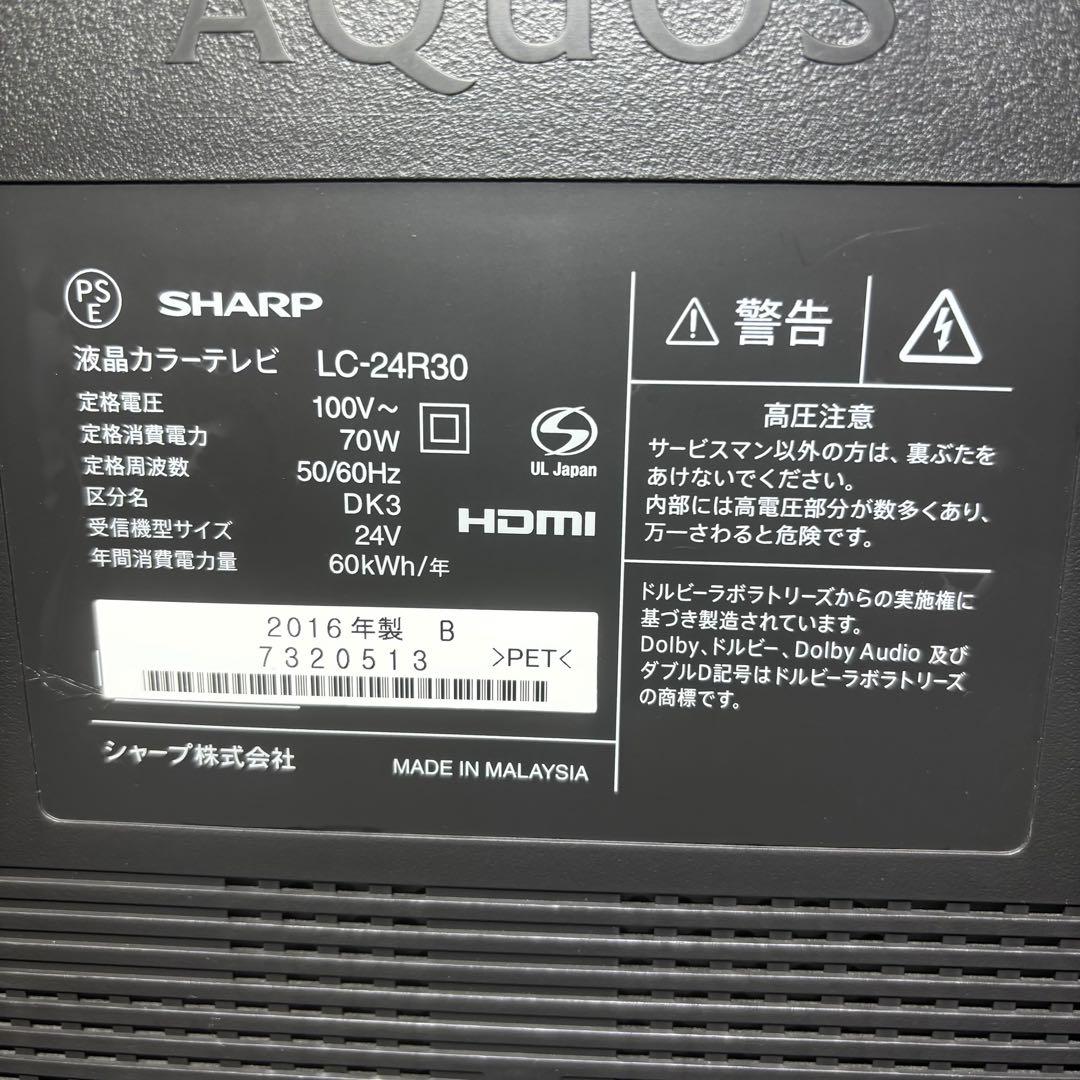 AQUOS
PSE
SHARP
液晶カラーテレビ LC-24R30
定格電圧 100V～
定格消費電力 70W
定格周波数 50/60Hz
区分名 DK3
受信機型サイズ 24V
年間消費電力量 60kWh/年
UL Japan
HDMI
2016年製 B
7320513 >PET<
シャープ株式会社
MADE IN MALAYSIA
警告
高圧注意
サービスマン以外の方は、裏ぶたを
あけないでください。
内部には高電圧部分が数多くあり、
万一さわると危険です。
ドルビーラボラトリーズからの実施権に
基づき製造されています。
Dolby、ドルビー、Dolby Audio 及び
ダブルD記号はドルビーラボラトリーズ
の商標です。